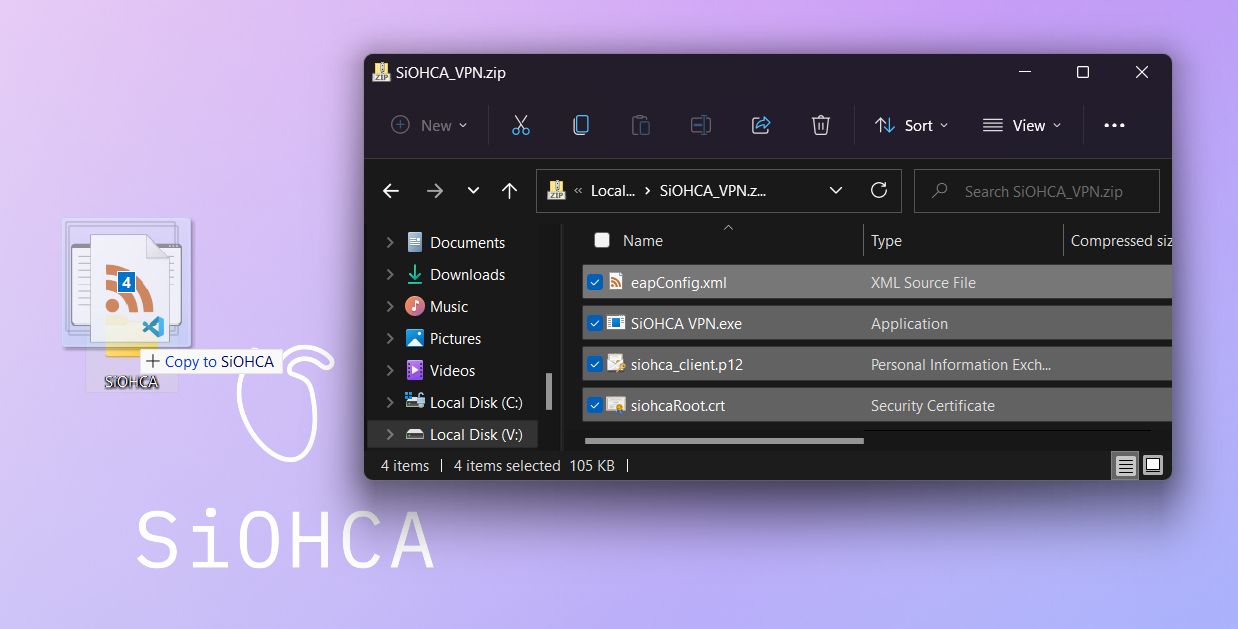 SiOHCA_VPN.zip
New
Sort
View
Local...
SiOHCA_VPN.z...
Search SiOHCA_VPN.zip
Documents
Downloads
Music
Pictures
Videos
Local Disk (C:)
Local Disk (V:)
Name Type Compressed siz
eapConfig.xml XML Source File
SiOHCA VPN.exe Application
siohca_client.p12 Personal Information Exch...
siohcaRoot.crt Security Certificate
4 items | 4 items selected 105 KB |
4
+ Copy to SiOHCA
SiOHCA
SiOHCA